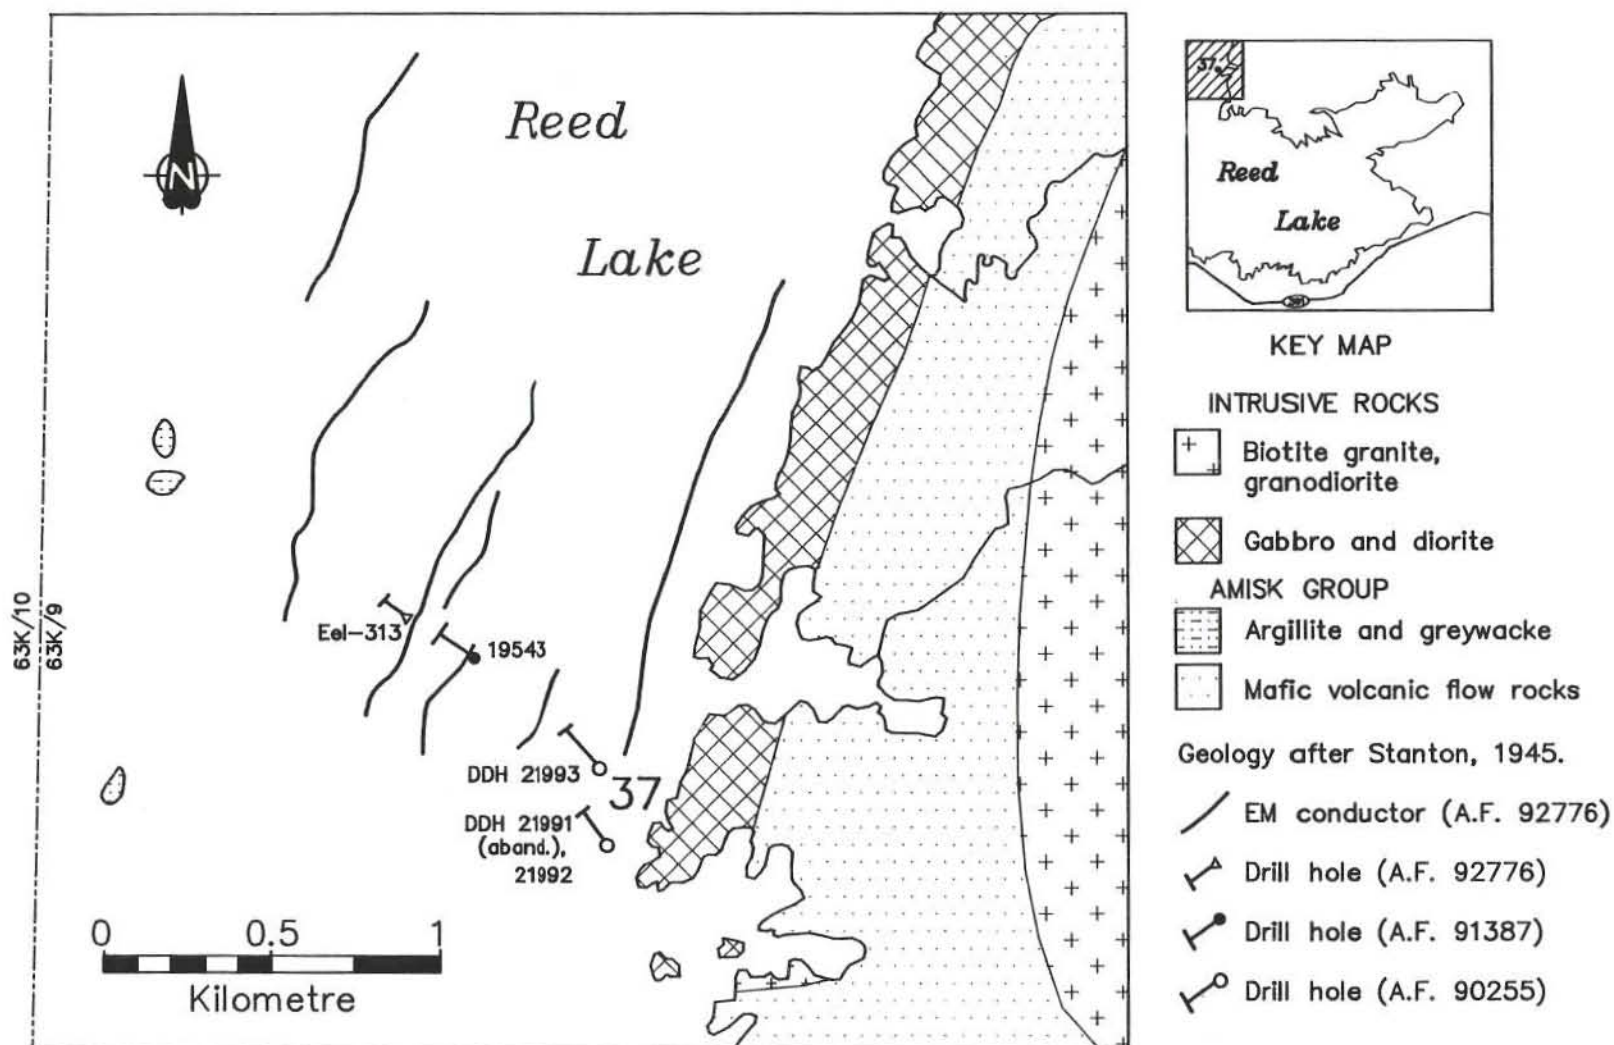 Reed
Lake
N
63K/10
63K/9
Eel-313
19543
DDH 21993
37
DDH 21991
(aband.),
21992
0 0.5 1
Kilometre
37
Reed
Lake
KEY MAP
INTRUSIVE ROCKS
Biotite granite,
granodiorite
Gabbro and diorite
AMISK GROUP
Argillite and greywacke
Mafic volcanic flow rocks
Geology after Stanton, 1945.
EM conductor (A.F. 92776)
Drill hole (A.F. 92776)
Drill hole (A.F. 91387)
Drill hole (A.F. 90255)